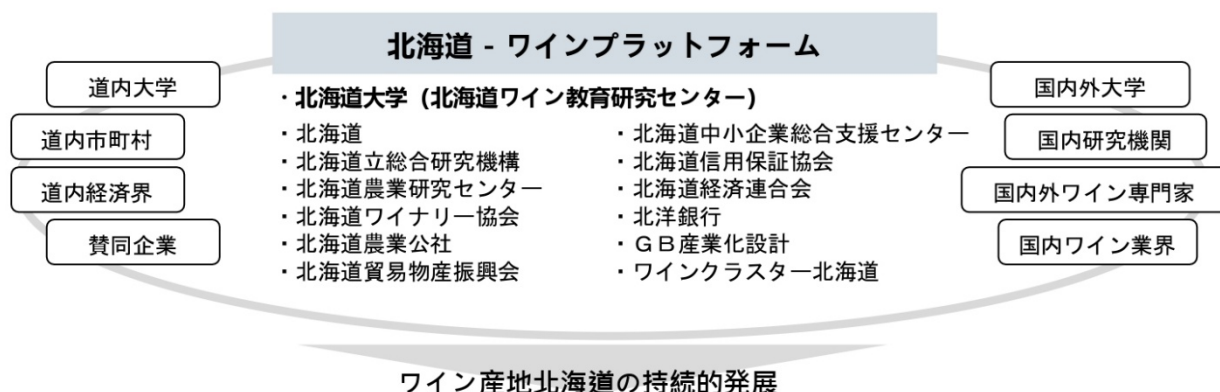 北海道 - ワインプラットフォーム
道内大学
道内市町村
道内経済界
賛同企業
・北海道大学（北海道ワイン教育研究センター）
・北海道
・北海道立総合研究機構
・北海道農業研究センター
・北海道ワイナリー協会
・北海道農業公社
・北海道貿易物産振興会
・北海道中小企業総合支援センター
・北海道信用保証協会
・北海道経済連合会
・北洋銀行
・ＧＢ産業化設計
・ワインクラスター北海道
国内外大学
国内研究機関
国内外ワイン専門家
国内ワイン業界
ワイン産地北海道の持続的発展